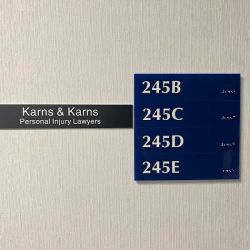 Karns & Karns
Personal Injury Lawyers
245B
245C
245D
245E